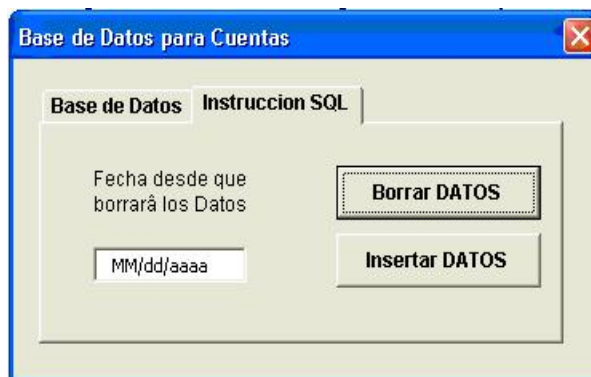 Base de Datos para Cuentas
Base de Datos
Instruccion SQL
Fecha desde que
borrarâ los Datos
MM/dd/aaaa
Borrar DATOS
Insertar DATOS